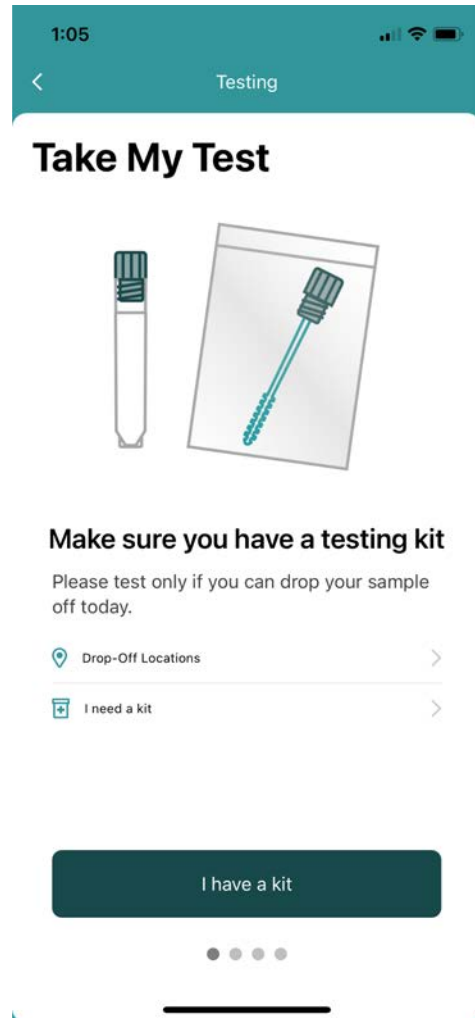 1:05
Testing
Take My Test
Make sure you have a testing kit
Please test only if you can drop your sample
off today.
Drop-Off Locations
I need a kit
I have a kit